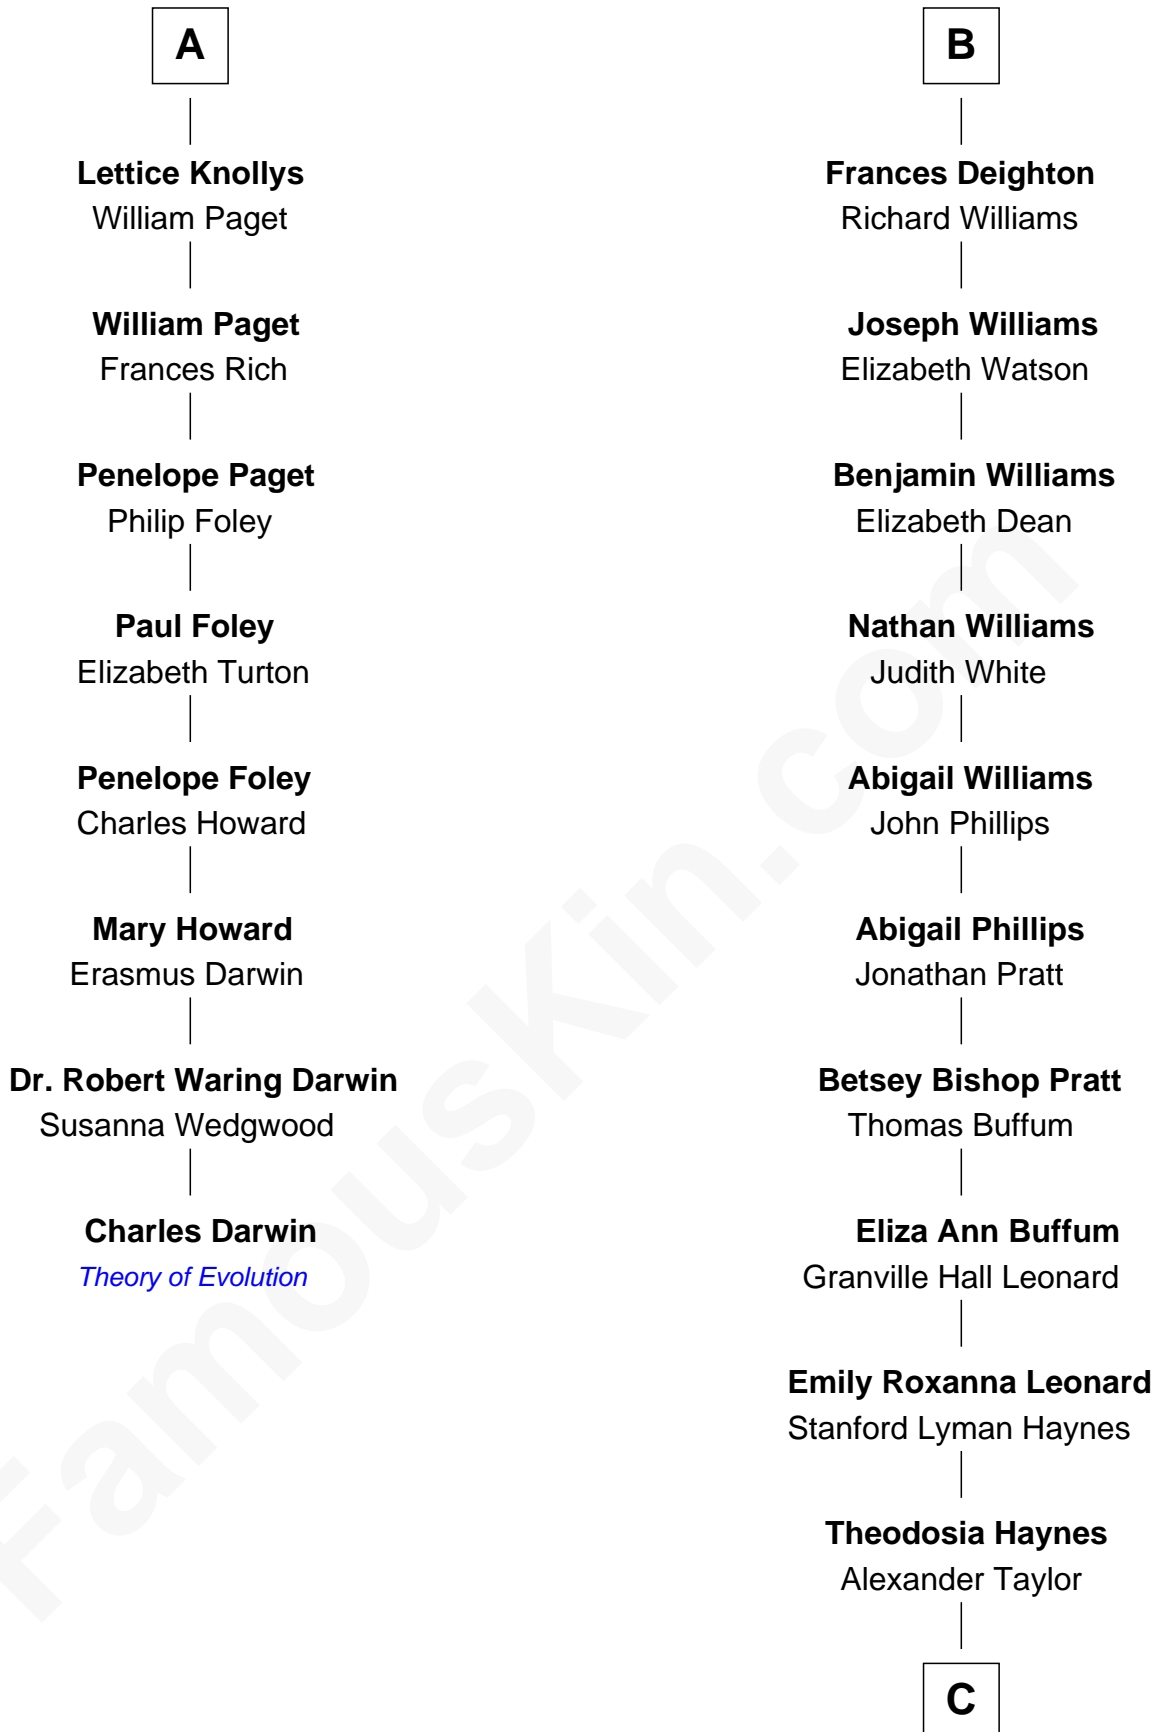 A
Lettice Knollys
William Paget
William Paget
Frances Rich
Penelope Paget
Philip Foley
Paul Foley
Elizabeth Turton
Penelope Foley
Charles Howard
Mary Howard
Erasmus Darwin
Dr. Robert Waring Darwin
Susanna Wedgwood
Charles Darwin
Theory of Evolution
B
Frances Deighton
Richard Williams
Joseph Williams
Elizabeth Watson
Benjamin Williams
Elizabeth Dean
Nathan Williams
Judith White
Abigail Williams
John Phillips
Abigail Phillips
Jonathan Pratt
Betsey Bishop Pratt
Thomas Buffum
Eliza Ann Buffum
Granville Hall Leonard
Emily Roxanna Leonard
Stanford Lyman Haynes
Theodosia Haynes
Alexander Taylor
C
FamousKin.com